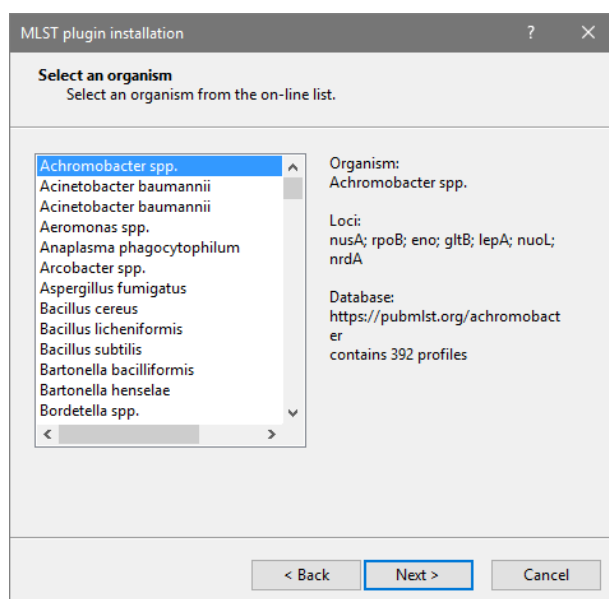 MLST plugin installation
Select an organism
Select an organism from the on-line list.
Achromobacter spp.
Acinetobacter baumannii
Acinetobacter baumannii
Aeromonas spp.
Anaplasma phagocytophilum
Arcobacter spp.
Aspergillus fumigatus
Bacillus cereus
Bacillus licheniformis
Bacillus subtilis
Bartonella bacilliformis
Bartonella henselae
Bordetella spp.
Organism:
Achromobacter spp.
Loci:
nusA; rpoB; eno; gltB; lepA; nuoL;
nrdA
Database:
https://pubmlst.org/achromobact
er
contains 392 profiles
< Back
Next >
Cancel